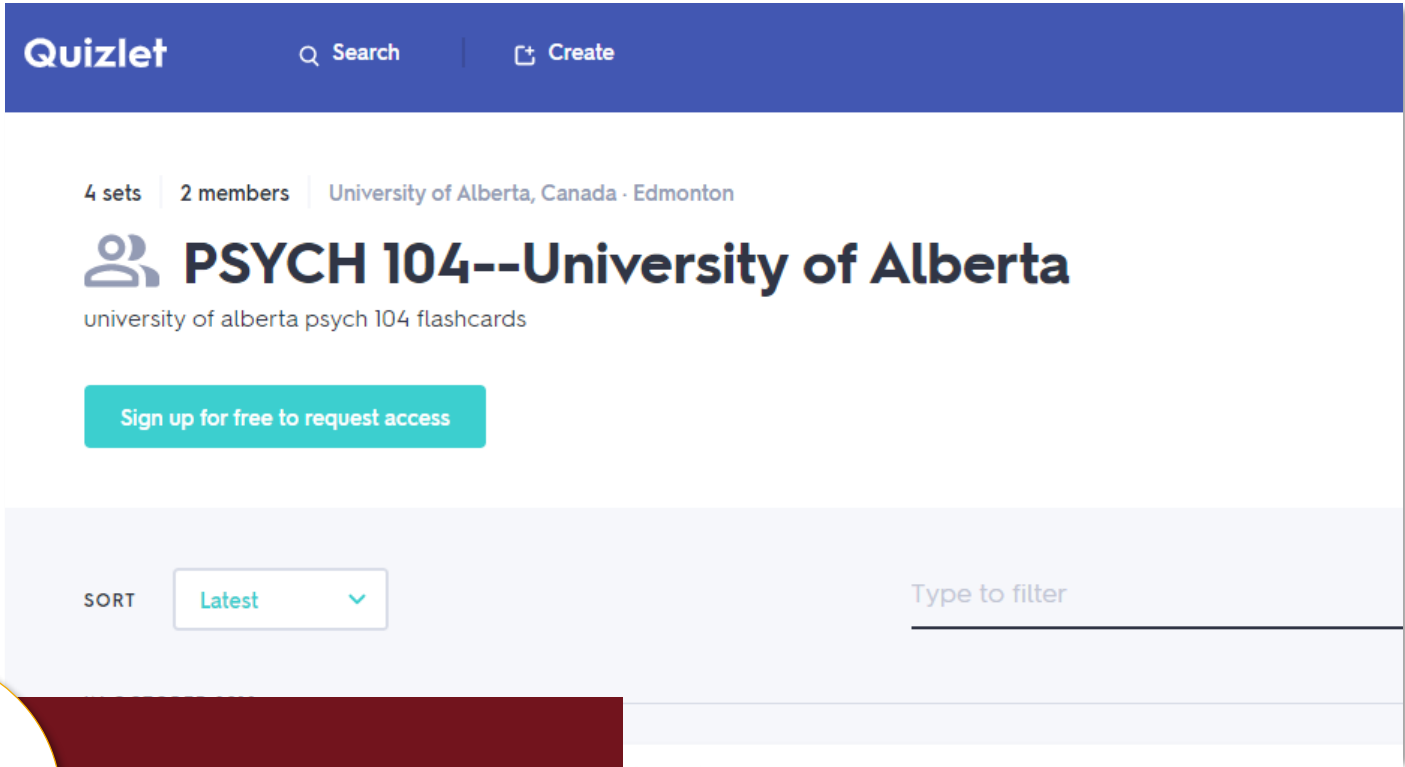 Quizlet Search Create
4 sets 2 members University of Alberta, Canada · Edmonton
PSYCH 104--University of Alberta
university of alberta psych 104 flashcards
Sign up for free to request access
SORT Latest Type to filter